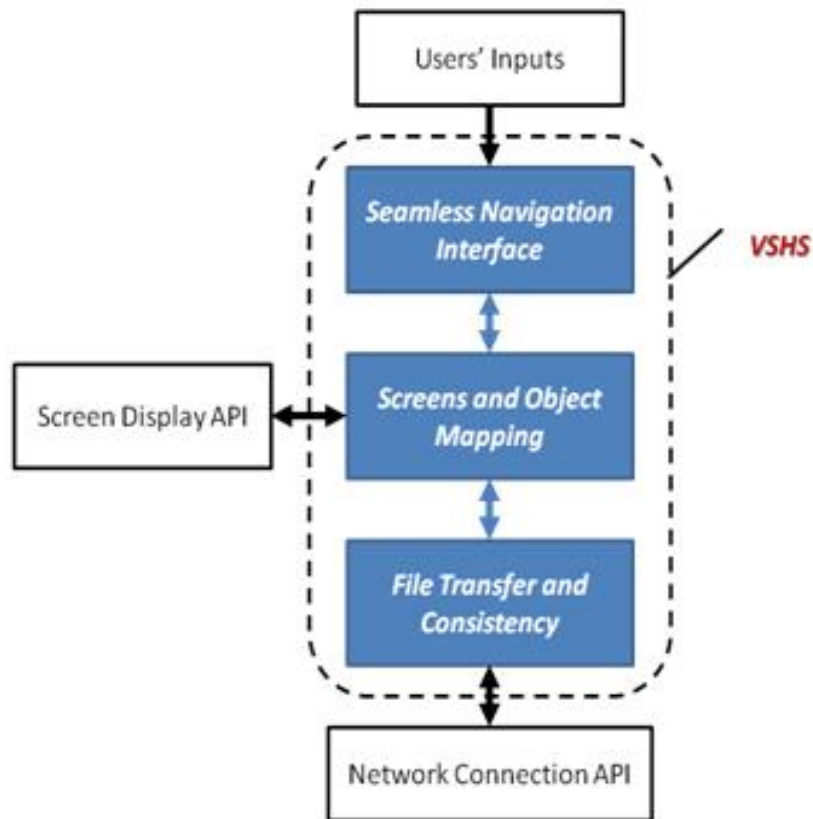 Users' Inputs
Seamless Navigation
Interface
VSHS
Screen Display API
Screens and Object
Mapping
File Transfer and
Consistency
Network Connection API